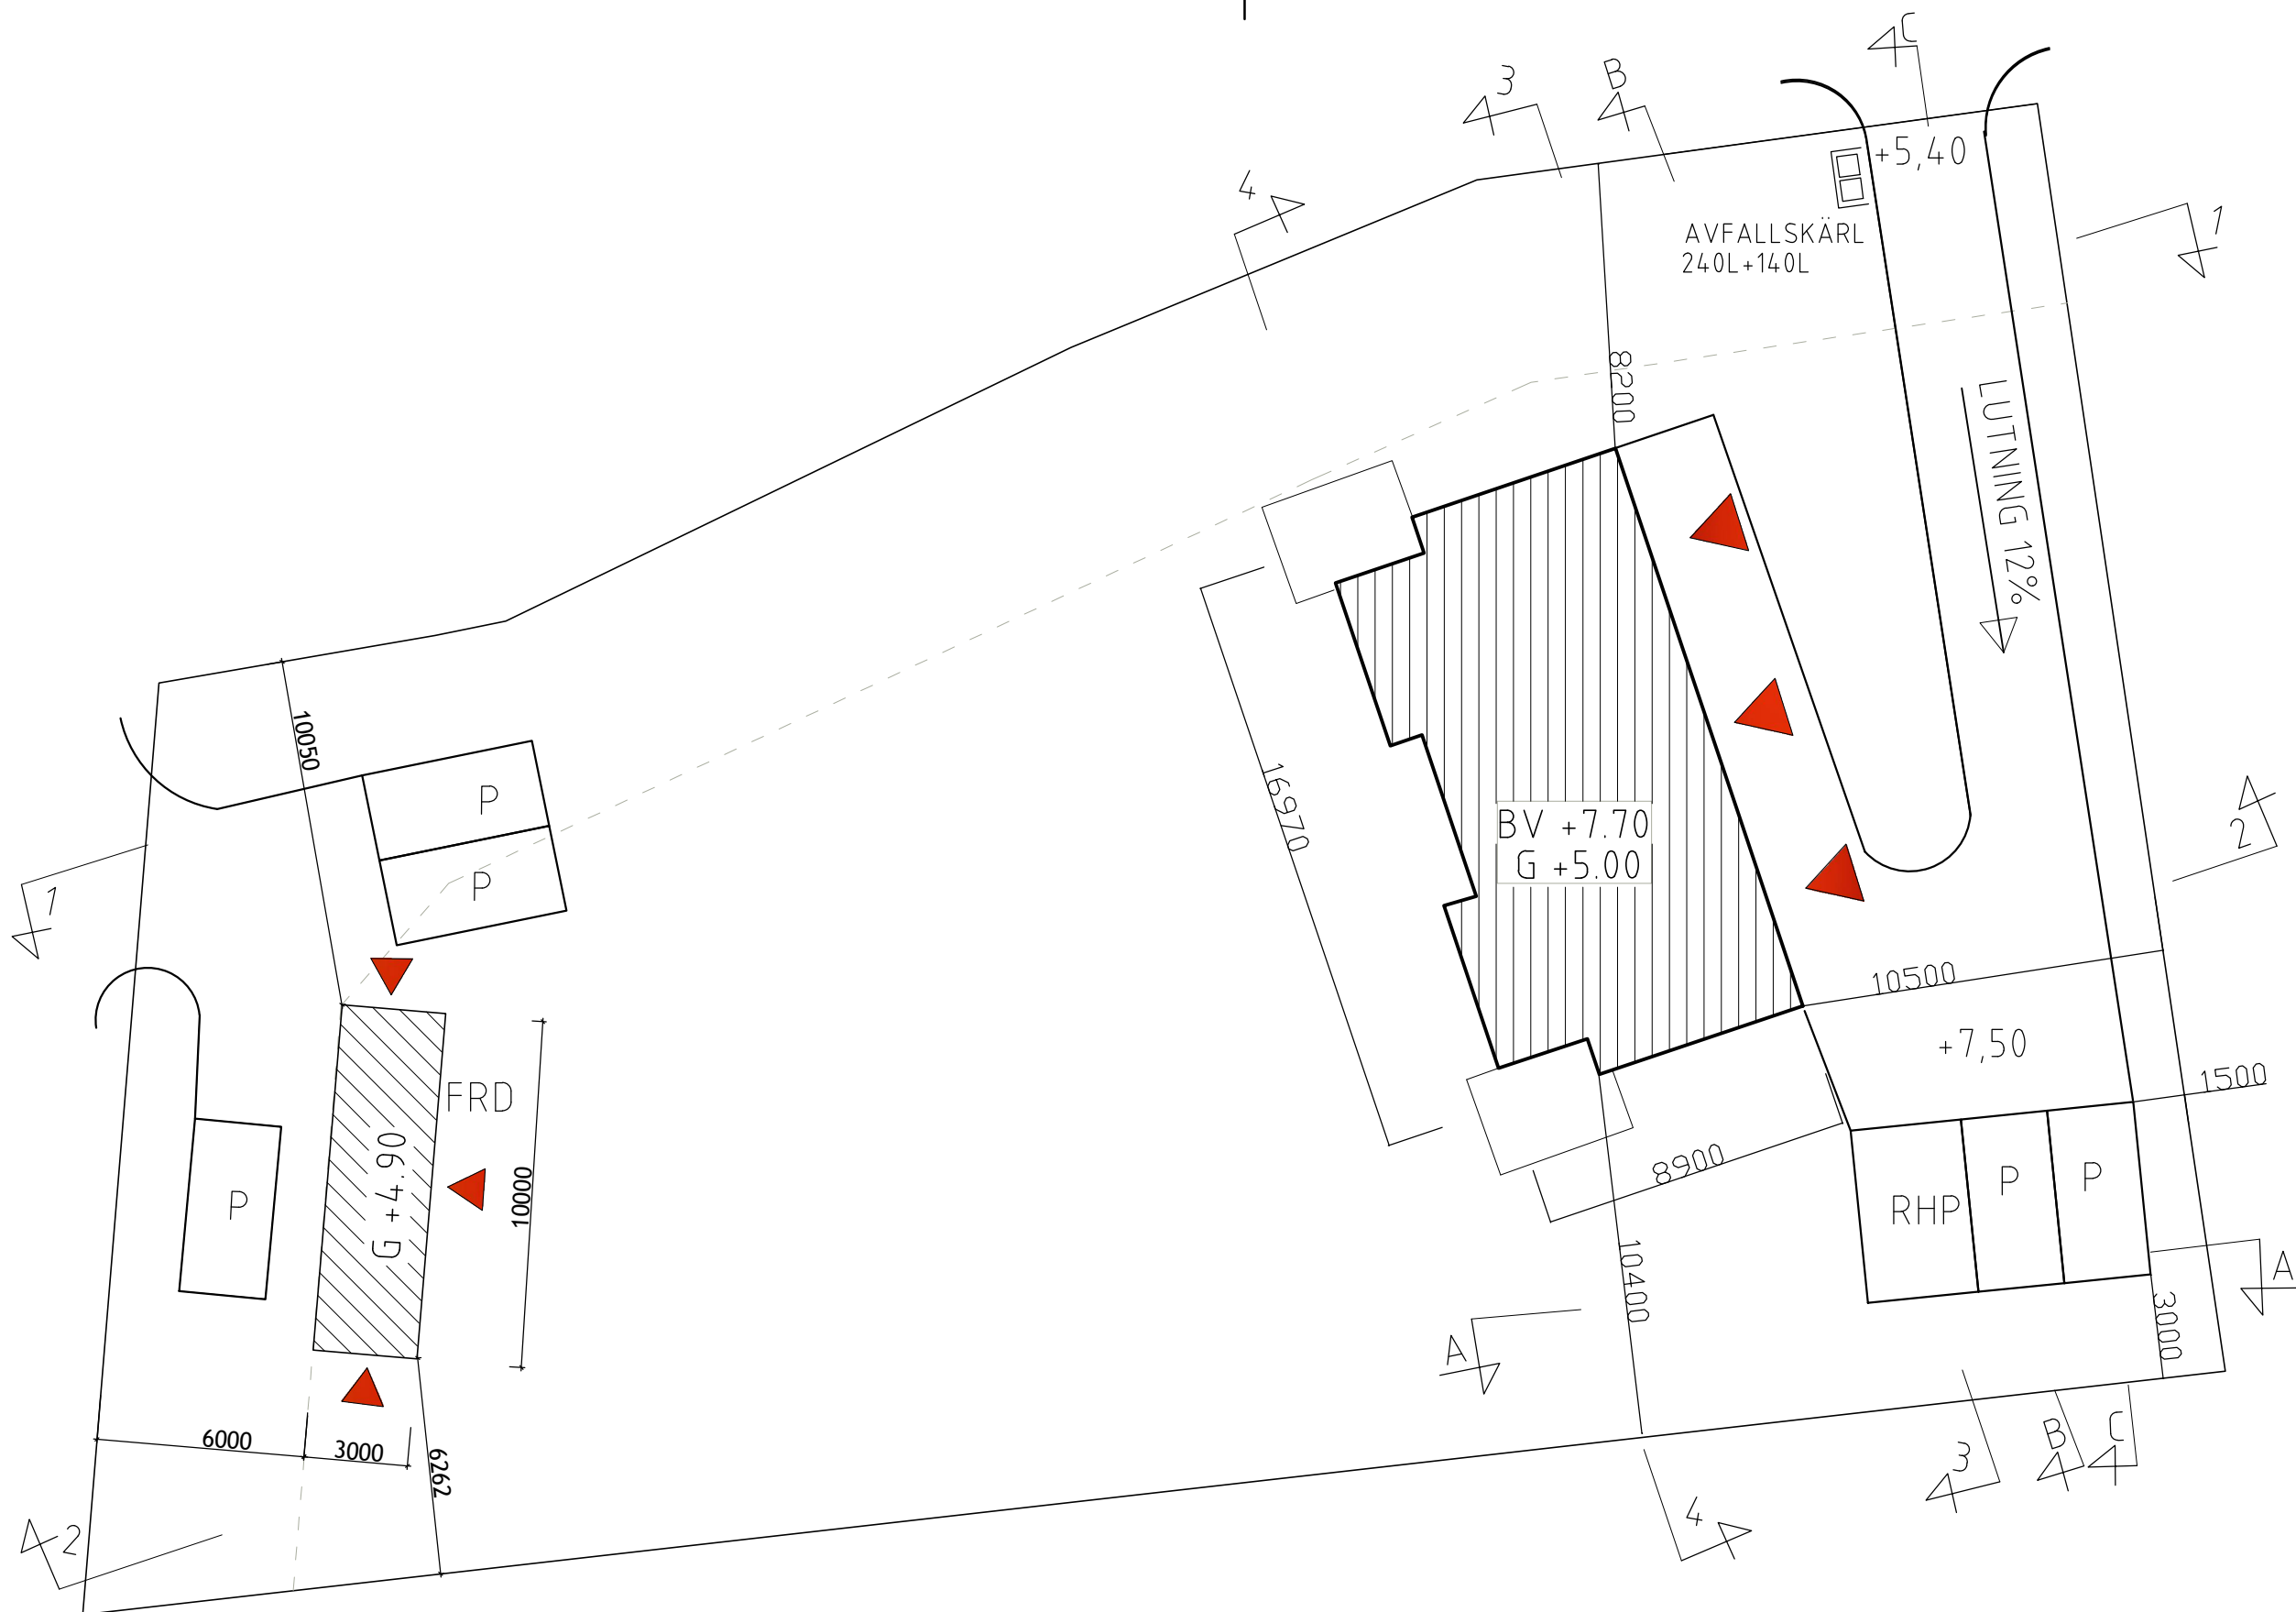 C
3
B
+5,40
4
1
AVFALLSKÄRL
240L+140L
8200
LUTNING 12%
10050
P
16970
BV +7.70
G +5.00
2
P
1
10500
+7,50
1500
FRD
G +4.90
10000
8900
P
RHP
P
P
10400
A
3000
A
6000
3000
6262
B
C
3
4
2